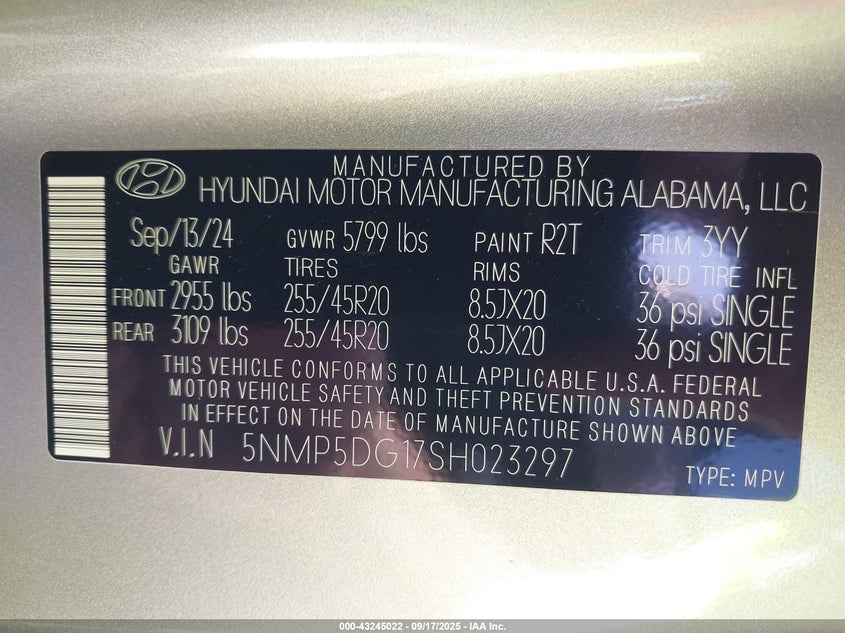 MANUFACTURED BY
HYUNDAI MOTOR MANUFACTURING ALABAMA, LLC
Sep/13/24 GVWR 5799 lbs PAINT R2T TRIM 3YY
GAWR TIRES RIMS COLD TIRE INFL
FRONT 2955 lbs 255/45R20 8.5JX20 36 psi SINGLE
REAR 3109 lbs 255/45R20 8.5JX20 36 psi SINGLE
THIS VEHICLE CONFORMS TO ALL APPLICABLE U.S.A. FEDERAL
MOTOR VEHICLE SAFETY AND THEFT PREVENTION STANDARDS
IN EFFECT ON THE DATE OF MANUFACTURE SHOWN ABOVE
V.I.N 5NMP5DG17SH023297
TYPE: MPV
000-43245022 - 09/17/2025 - IAA Inc.